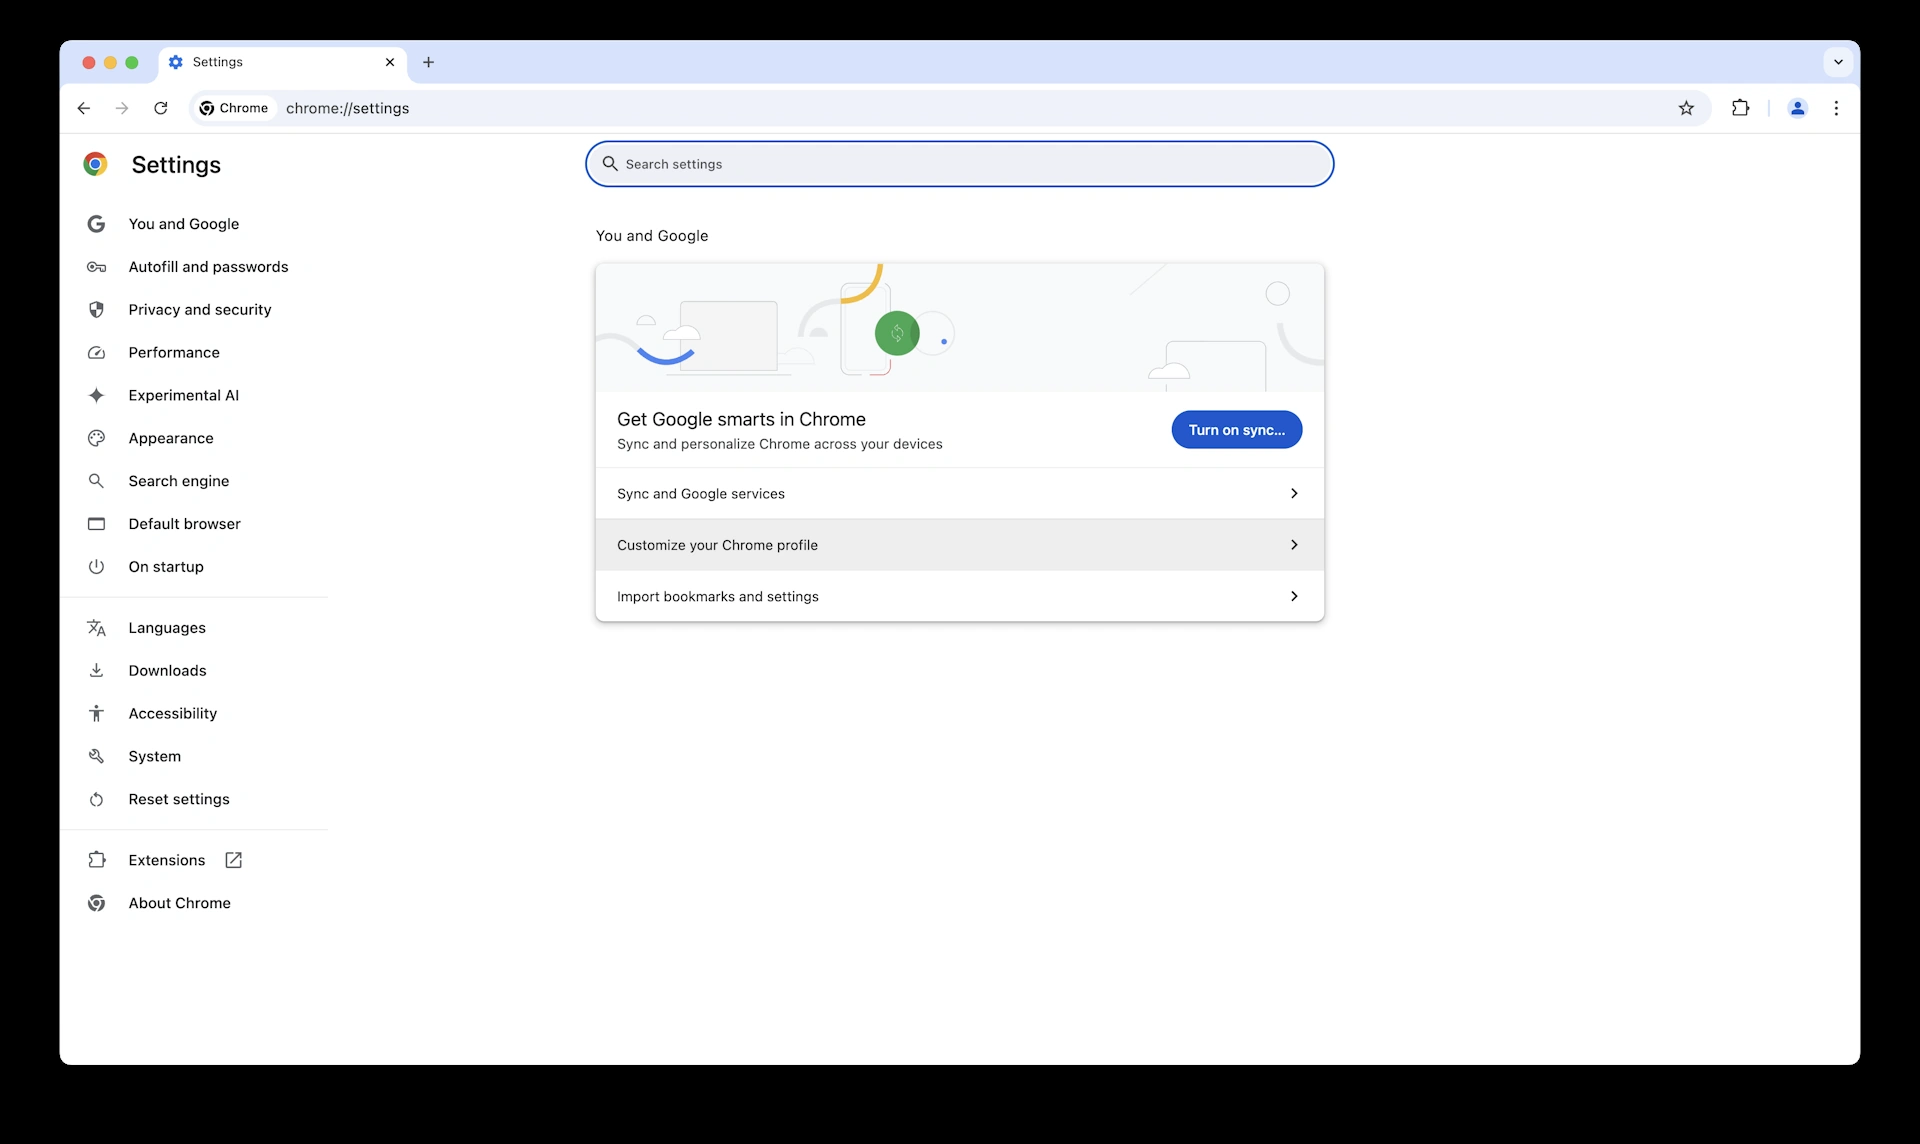 Settings
Chrome
chrome://settings
Settings
Search settings
You and Google
Autofill and passwords
Privacy and security
Performance
Experimental AI
Appearance
Search engine
Default browser
On startup
Languages
Downloads
Accessibility
System
Reset settings
Extensions
About Chrome
You and Google
Get Google smarts in Chrome
Sync and personalize Chrome across your devices
Turn on sync...
Sync and Google services
Customize your Chrome profile
Import bookmarks and settings